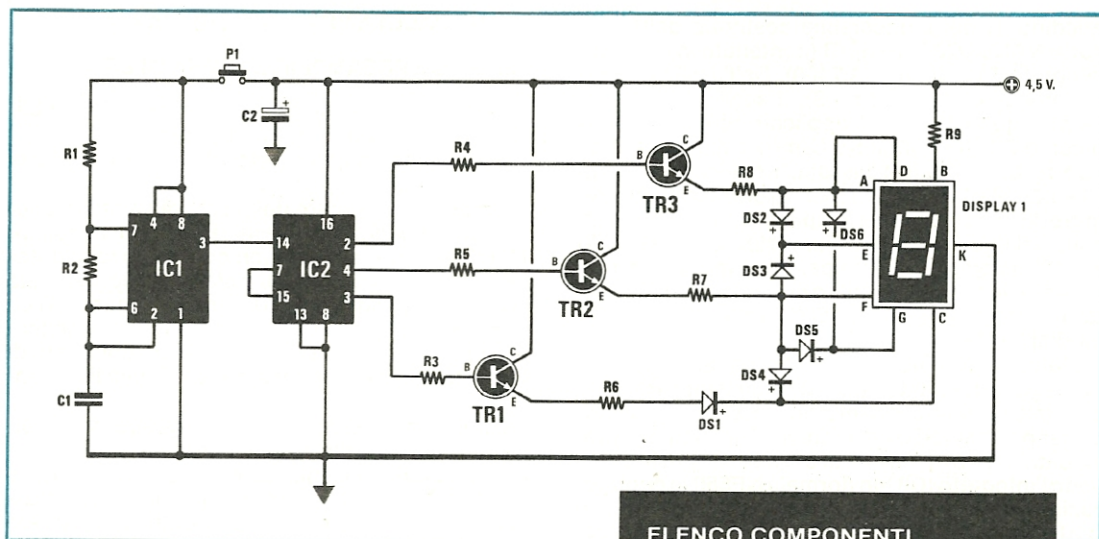 P1
4,5 V.
C2
R1
R4
R9
C
B
E
TR3
R8
D
B
A
DISPLAY 1
DS2
DS6
4
8
7
3
IC1
R2
6
2
1
16
14
2
IC2
7
4
15
3
13
8
R5
C
B
E
TR2
R7
DS3
E
K
F
G
C
DS5
DS4
R3
C
B
E
TR1
R6
DS1
C1
ELENCO COMPONENTI